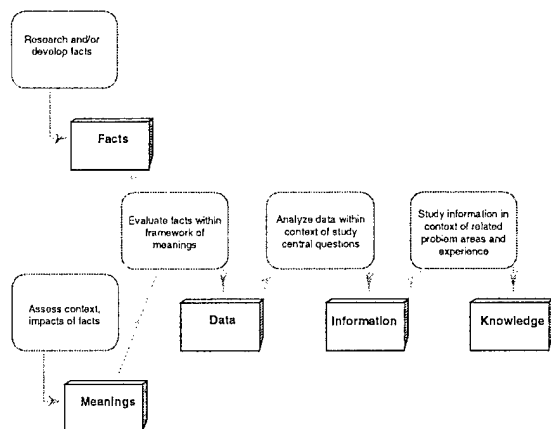 Research and/or
develop facts
Facts
Evaluate facts within
framework of
meanings
Analyze data within
context of study
central questions
Study information in
context of related
problem areas and
experience
Assess context,
impacts of facts
Data
Information
Knowledge
Meanings